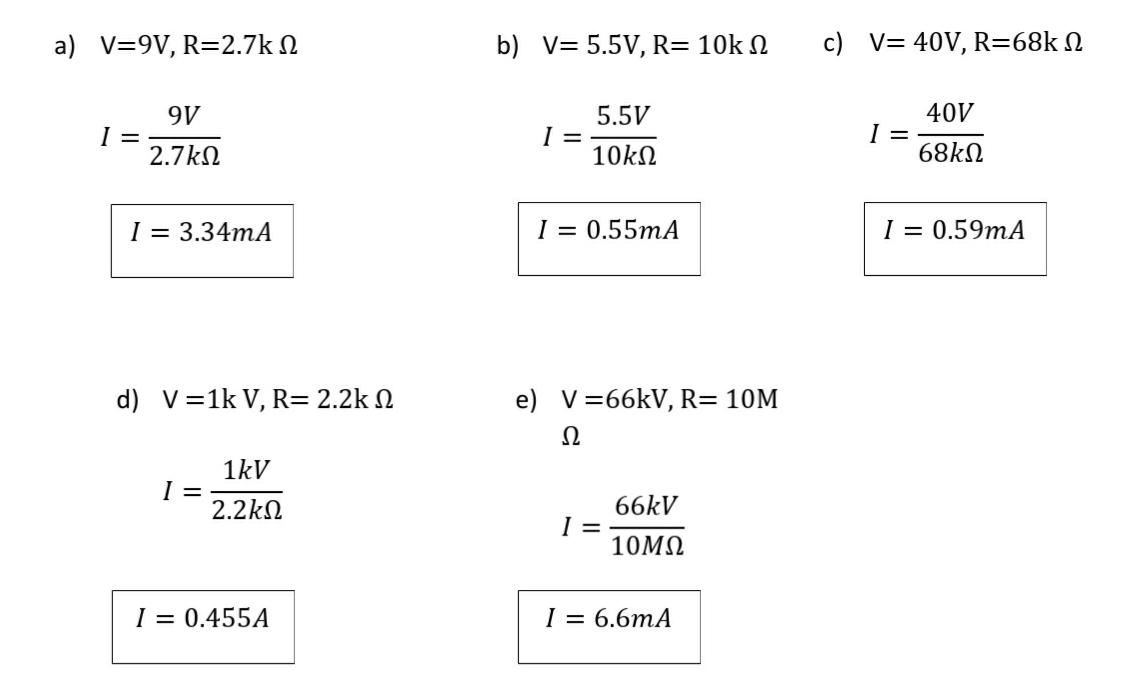 a) V=9V, R=2.7k Ω
I = 9V / 2.7kΩ
I = 3.34mA
b) V= 5.5V, R= 10k Ω
I = 5.5V / 10kΩ
I = 0.55mA
c) V= 40V, R=68k Ω
I = 40V / 68kΩ
I = 0.59mA
d) V =1k V, R= 2.2k Ω
I = 1kV / 2.2kΩ
I = 0.455A
e) V =66kV, R= 10M
Ω
I = 66kV / 10MΩ
I = 6.6mA